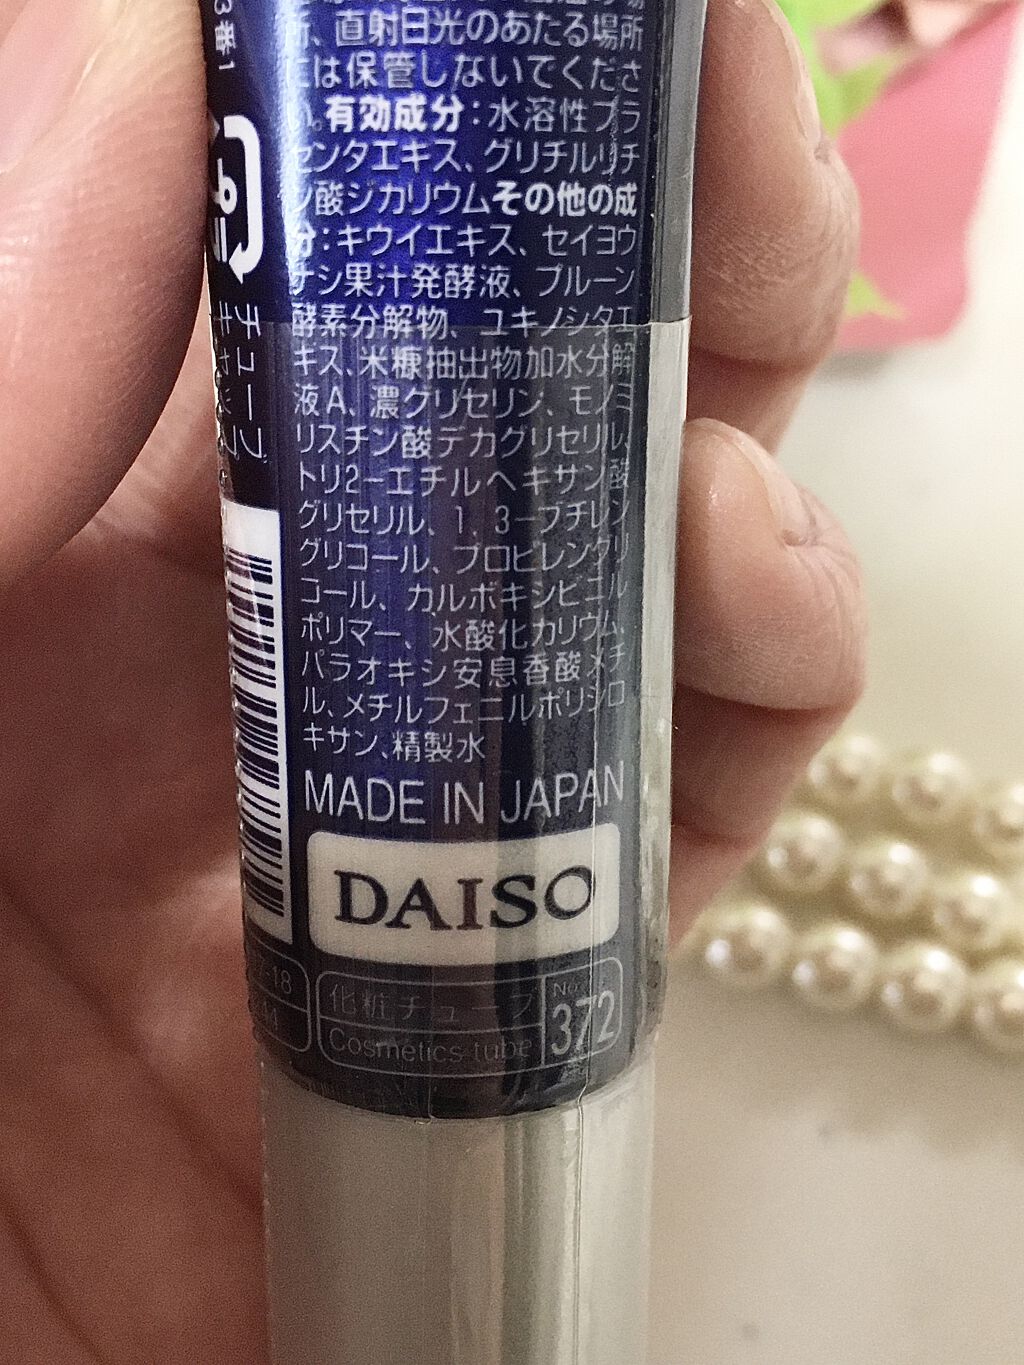 所、直射日光のあたる場所
には保管しないでくださ
い。有効成分：水溶性プラ
センタエキス、グリチルリチ
ン酸ジカリウムその他の成
分：キウイエキス、セイヨウ
ナシ果汁発酵液、プルーン
酵素分解物、ユキノシタエ
キス、米糠抽出物加水分解
液A、濃グリセリン、モノミ
リスチン酸デカグリセリル、
トリ2-エチルヘキサン酸
グリセリル、1,3-ブチレン
グリコール、プロピレングリ
コール、カルボキシビニル
ポリマー、水酸化カリウム、
パラオキシ安息香酸メチ
ル、メチルフェニルポリシロ
キサン、精製水
MADE IN JAPAN
DAISO
化粧チューブ
Cosmetics tube
No.
372
チューブ
キャップ